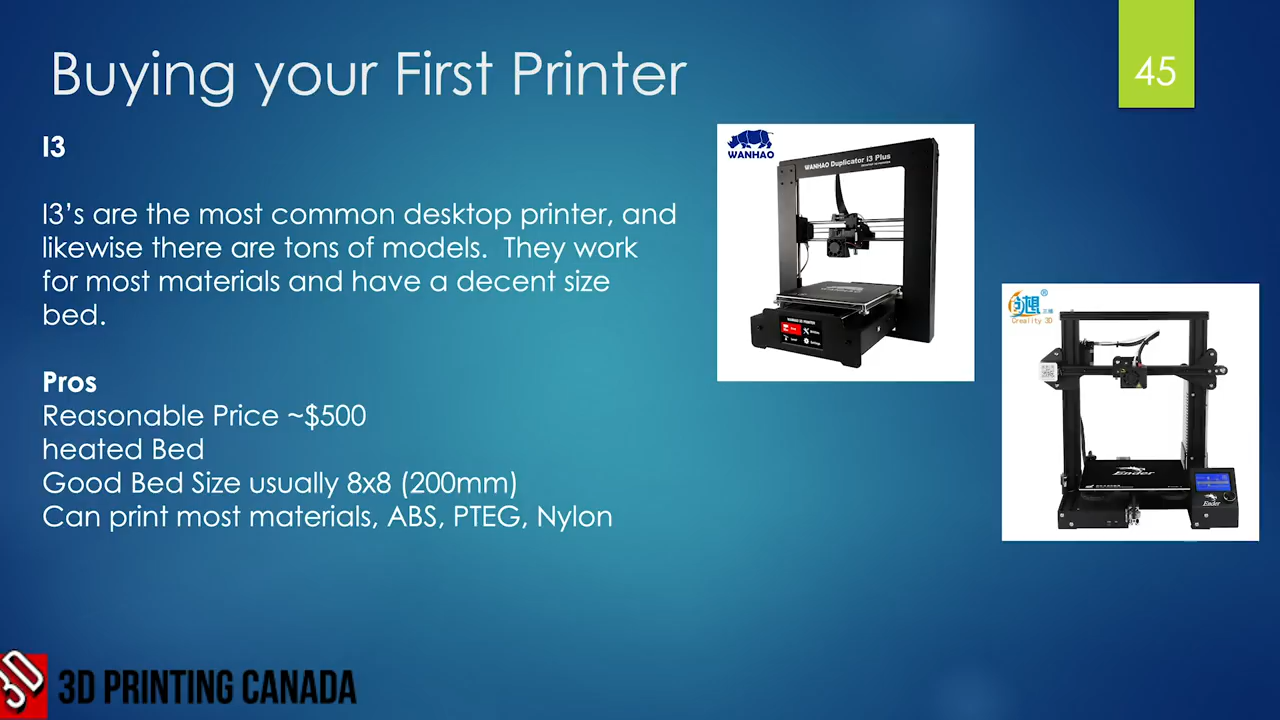 Buying your First Printer
45
I3
I3's are the most common desktop printer, and
likewise there are tons of models.  They work
for most materials and have a decent size
bed.
Pros
Reasonable Price ~$500
heated Bed
Good Bed Size usually 8x8 (200mm)
Can print most materials, ABS, PTEG, Nylon
WANHAO
WANHAO Duplicator i3 Plus
Creality 3D
Ender
Ender
3D
3D PRINTING CANADA